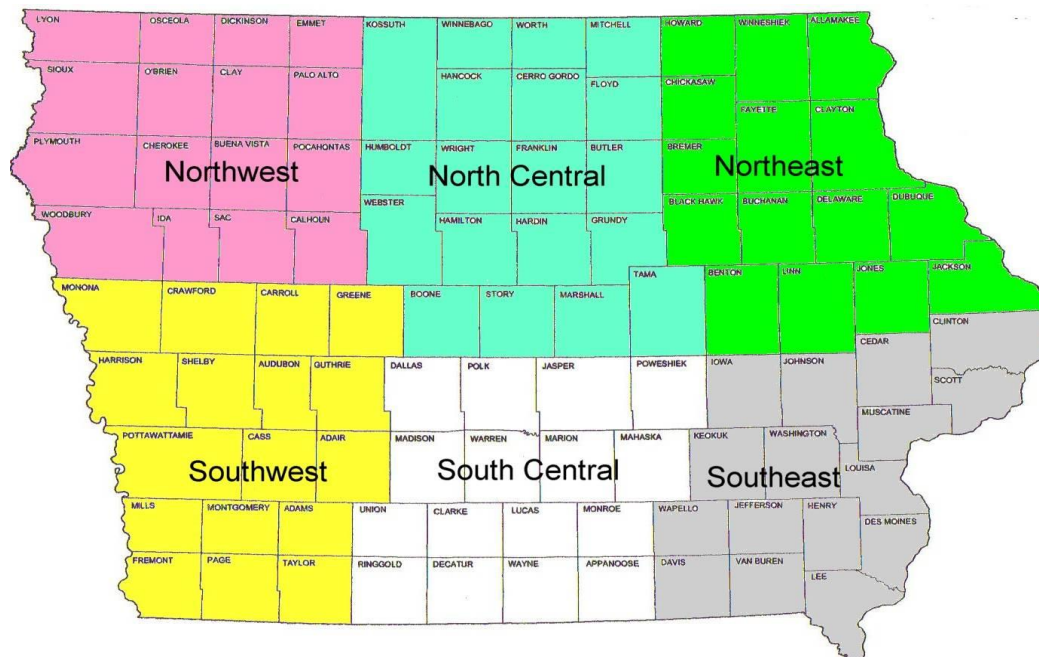 LYON OSCEOLA DICKINSON EMMET KOSSUTH WINNEBAGO WORTH MITCHELL HOWARD WINNESHIEK ALLAMAKEE
SIOUX O'BRIEN CLAY PALO ALTO HANCOCK CERRO GORDO FLOYD CHICKASAW
FAYETTE CLAYTON
PLYMOUTH CHEROKEE BUENA VISTA POCAHONTAS HUMBOLDT WRIGHT FRANKLIN BUTLER BREMER
Northwest North Central Northeast
WOODBURY IDA SAC CALHOUN WEBSTER HAMILTON HARDIN GRUNDY BLACK HAWK BUCHANAN DELAWARE DUBUQUE
MONONA CRAWFORD CARROLL GREENE BOONE STORY MARSHALL TAMA BENTON LINN JONES JACKSON
CLINTON
HARRISON SHELBY AUDUBON GUTHRIE DALLAS POLK JASPER POWESHIEK IOWA JOHNSON CEDAR
SCOTT
MUSCATINE
POTTAWATTAMIE CASS ADAIR MADISON WARREN MARION MAHASKA KEOKUK WASHINGTON
Southwest South Central Southeast
LOUISA
MILLS MONTGOMERY ADAMS UNION CLARKE LUCAS MONROE WAPELLO JEFFERSON HENRY
DES MOINES
FREMONT PAGE TAYLOR RINGGOLD DECATUR WAYNE APPANOOSE DAVIS VAN BUREN
LEE